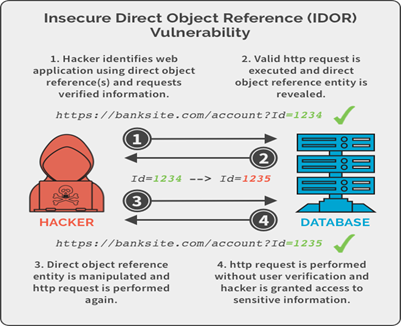 Insecure Direct Object Reference (IDOR)
Vulnerability
1. Hacker identifies web
application using direct object
reference(s) and requests
verified information.
2. Valid http request is
executed and direct
object reference entity is
revealed.
https://banksite.com/account?Id=1234
1
2
Id=1234 --> Id=1235
3
4
HACKER
DATABASE
https://banksite.com/account?Id=1235
3. Direct object reference
entity is manipulated and
http request is performed
again.
4. http request is performed
without user verification and
hacker is granted access to
sensitive information.